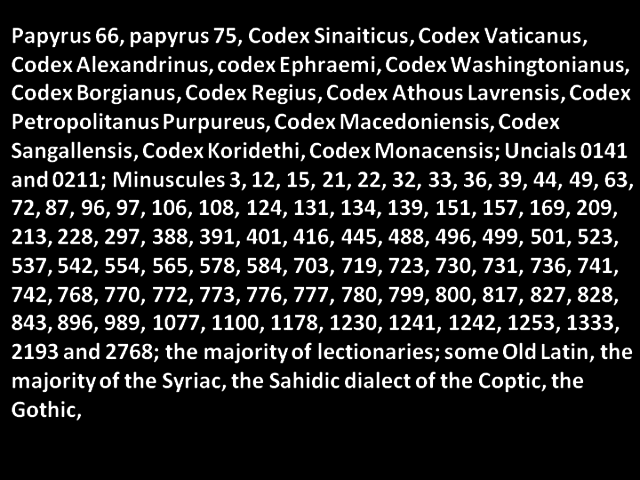 Papyrus 66, papyrus 75, Codex Sinaiticus, Codex Vaticanus,
Codex Alexandrinus, codex Ephraemi, Codex Washingtonianus,
Codex Borgianus, Codex Regius, Codex Athous Lavrensis, Codex
Petropolitanus Purpureus, Codex Macedoniensis, Codex
Sangallensis, Codex Koridethi, Codex Monacensis; Uncials 0141
and 0211; Minuscules 3, 12, 15, 21, 22, 32, 33, 36, 39, 44, 49, 63,
72, 87, 96, 97, 106, 108, 124, 131, 134, 139, 151, 157, 169, 209,
213, 228, 297, 388, 391, 401, 416, 445, 488, 496, 499, 501, 523,
537, 542, 554, 565, 578, 584, 703, 719, 723, 730, 731, 736, 741,
742, 768, 770, 772, 773, 776, 777, 780, 799, 800, 817, 827, 828,
843, 896, 989, 1077, 1100, 1178, 1230, 1241, 1242, 1253, 1333,
2193 and 2768; the majority of lectionaries; some Old Latin, the
majority of the Syriac, the Sahidic dialect of the Coptic, the
Gothic,